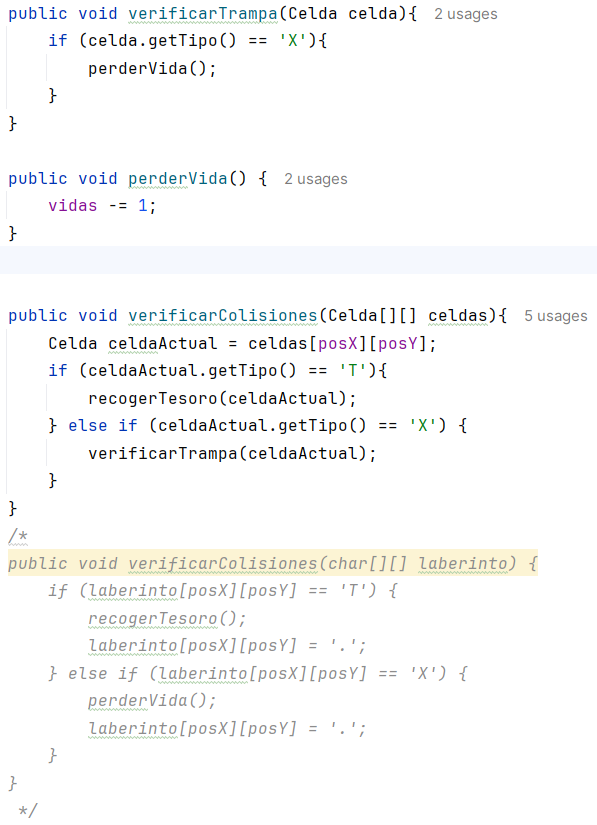 public void verificarTrampa(Celda celda){ 2 usages
    if (celda.getTipo() == 'X'){
        perderVida();
    }
}
public void perderVida() { 2 usages
    vidas -= 1;
}
public void verificarColisiones(Celda[][] celdas){ 5 usages
    Celda celdaActual = celdas[posX][posY];
    if (celdaActual.getTipo() == 'T'){
        recogerTesoro(celdaActual);
    } else if (celdaActual.getTipo() == 'X') {
        verificarTrampa(celdaActual);
    }
}
/*
public void verificarColisiones(char[][] laberinto) {
    if (laberinto[posX][posY] == 'T') {
        recogerTesoro();
        laberinto[posX][posY] = '.';
    } else if (laberinto[posX][posY] == 'X') {
        perderVida();
        laberinto[posX][posY] = '.';
    }
}
 */